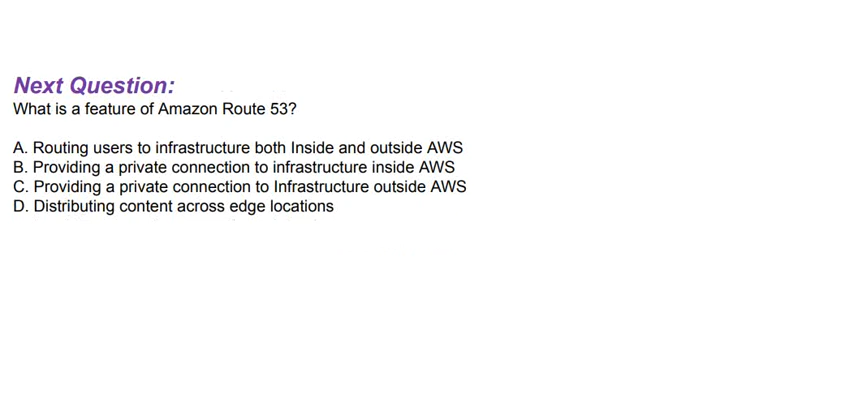 Next Question:
What is a feature of Amazon Route 53?
A. Routing users to infrastructure both Inside and outside AWS
B. Providing a private connection to infrastructure inside AWS
C. Providing a private connection to Infrastructure outside AWS
D. Distributing content across edge locations